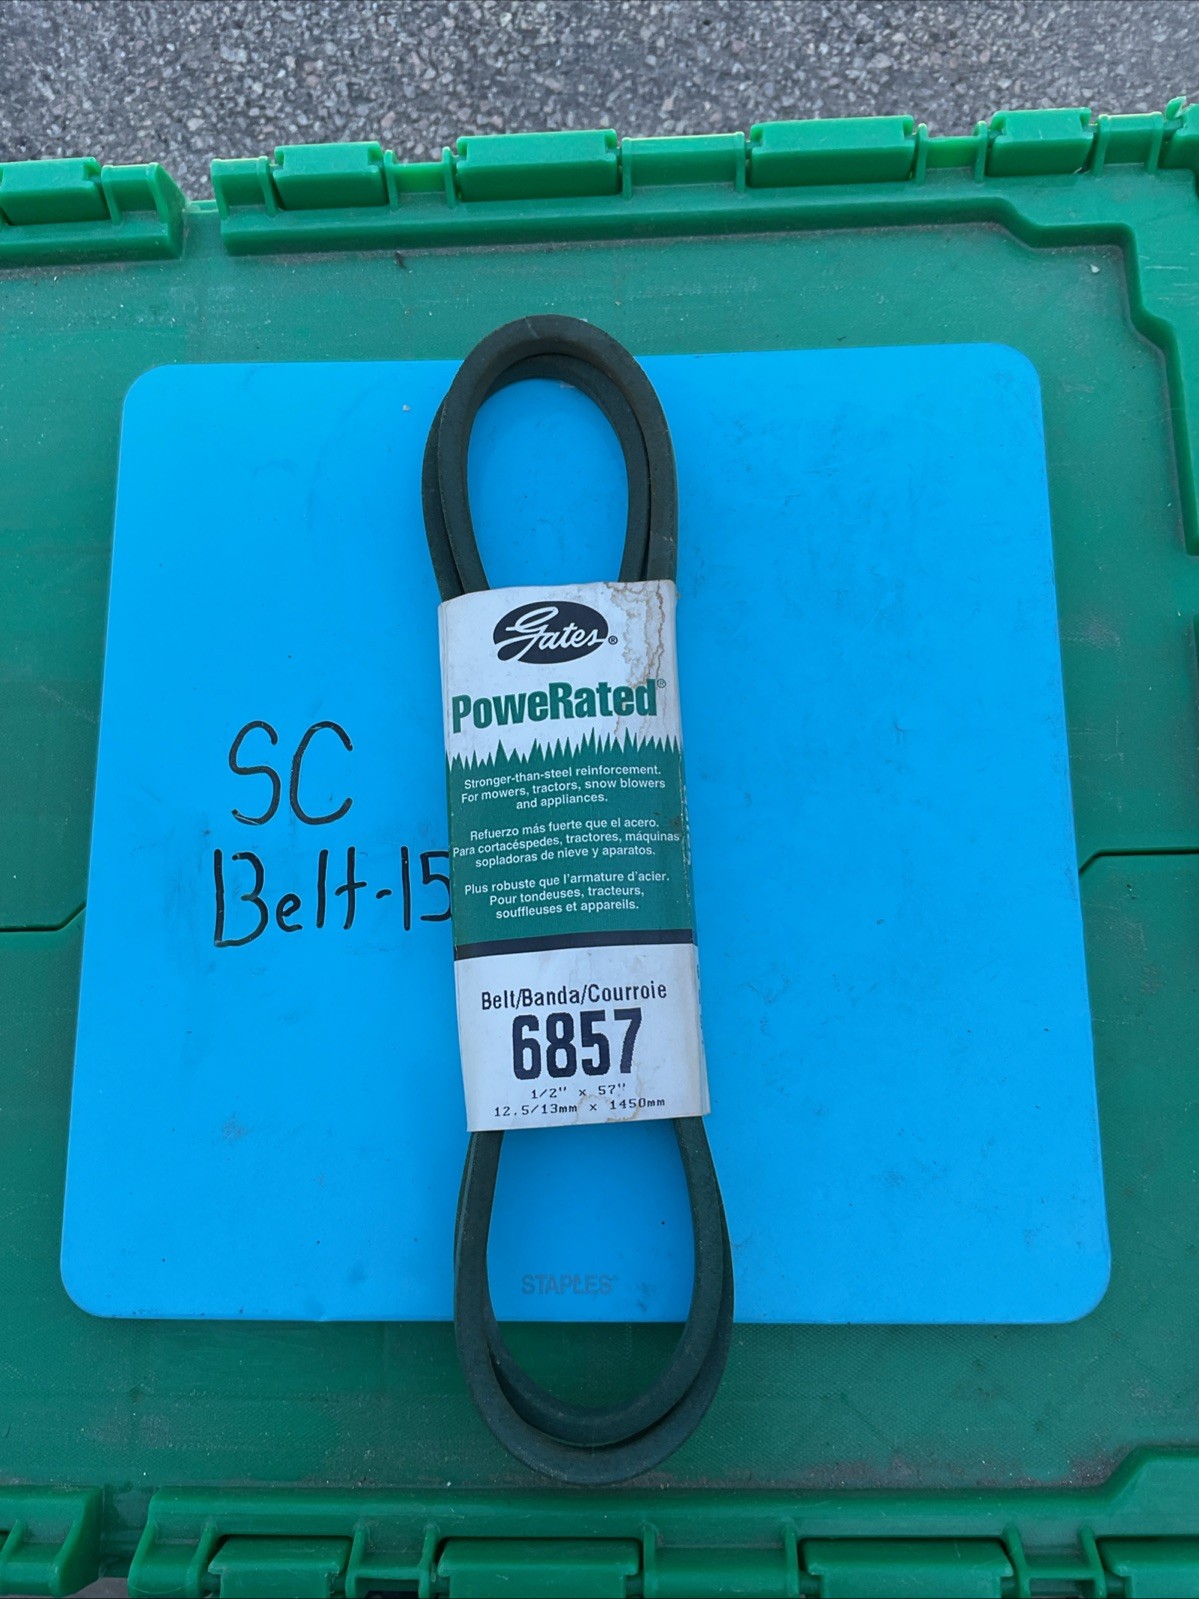 Gates®
PoweRated®
Stronger-than-steel reinforcement.
For mowers, tractors, snow blowers
and appliances.
Refuerzo más fuerte que el acero.
Para cortacéspedes, tractores, máquinas
sopladoras de nieve y aparatos.
Plus robuste que l'armature d'acier.
Pour tondeuses, tracteurs,
souffleuses et appareils.
SC
Belt-15
Belt/Banda/Courroie
6857
1/2" x 57"
12.5/13mm x 1450mm
STAPLES